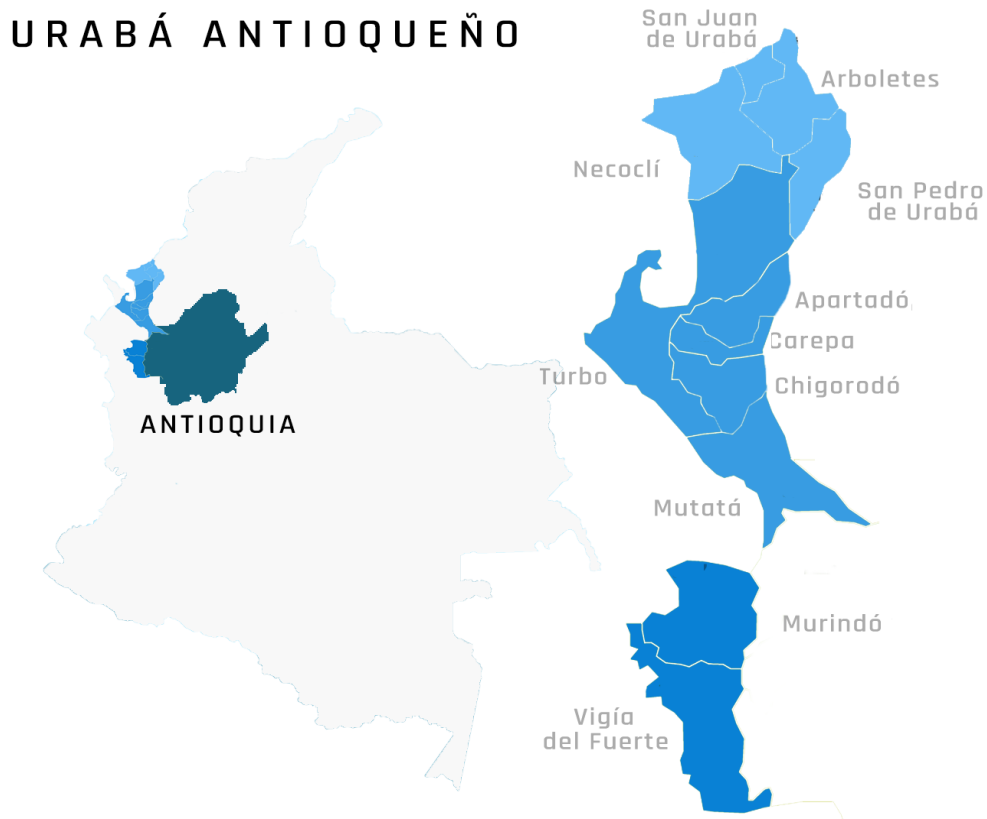 URABÁ ANTIOQUEÑO
San Juan
de Urabá
Arboletes
Necoclí
San Pedro
de Urabá
Apartadó
Carepa
Turbo
Chigorodó
ANTIOQUIA
Mutatá
Murindó
Vigía
del Fuerte